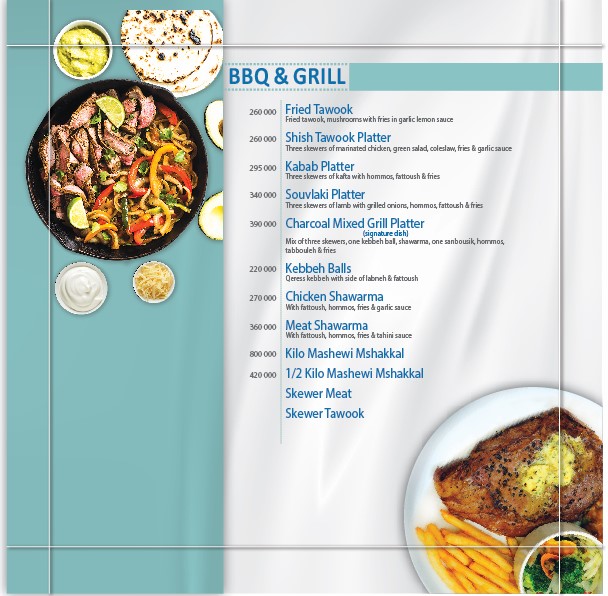 BBQ & GRILL
260 000 Fried Tawook
Fried tawook, mushrooms with fries in garlic lemon sauce
260 000 Shish Tawook Platter
Three skewers of marinated chicken, green salad, coleslaw, fries & garlic sauce
295 000 Kabab Platter
Three skewers of kafta with hommos, fattoush & fries
340 000 Souvlaki Platter
Three skewers of lamb with grilled onions, hommos, fattoush & fries
390 000 Charcoal Mixed Grill Platter
(signature dish)
Mix of three skewers, one kebbeh ball, shawarma, one sanbousik, hommos,
tabbouleh & fries
220 000 Kebbeh Balls
Qeress kebbeh with side of labneh & fattoush
270 000 Chicken Shawarma
With fattoush, hommos, fries & garlic sauce
360 000 Meat Shawarma
With fattoush, hommos, fries & tahini sauce
800 000 Kilo Mashewi Mshakkal
420 000 1/2 Kilo Mashewi Mshakkal
Skewer Meat
Skewer Tawook